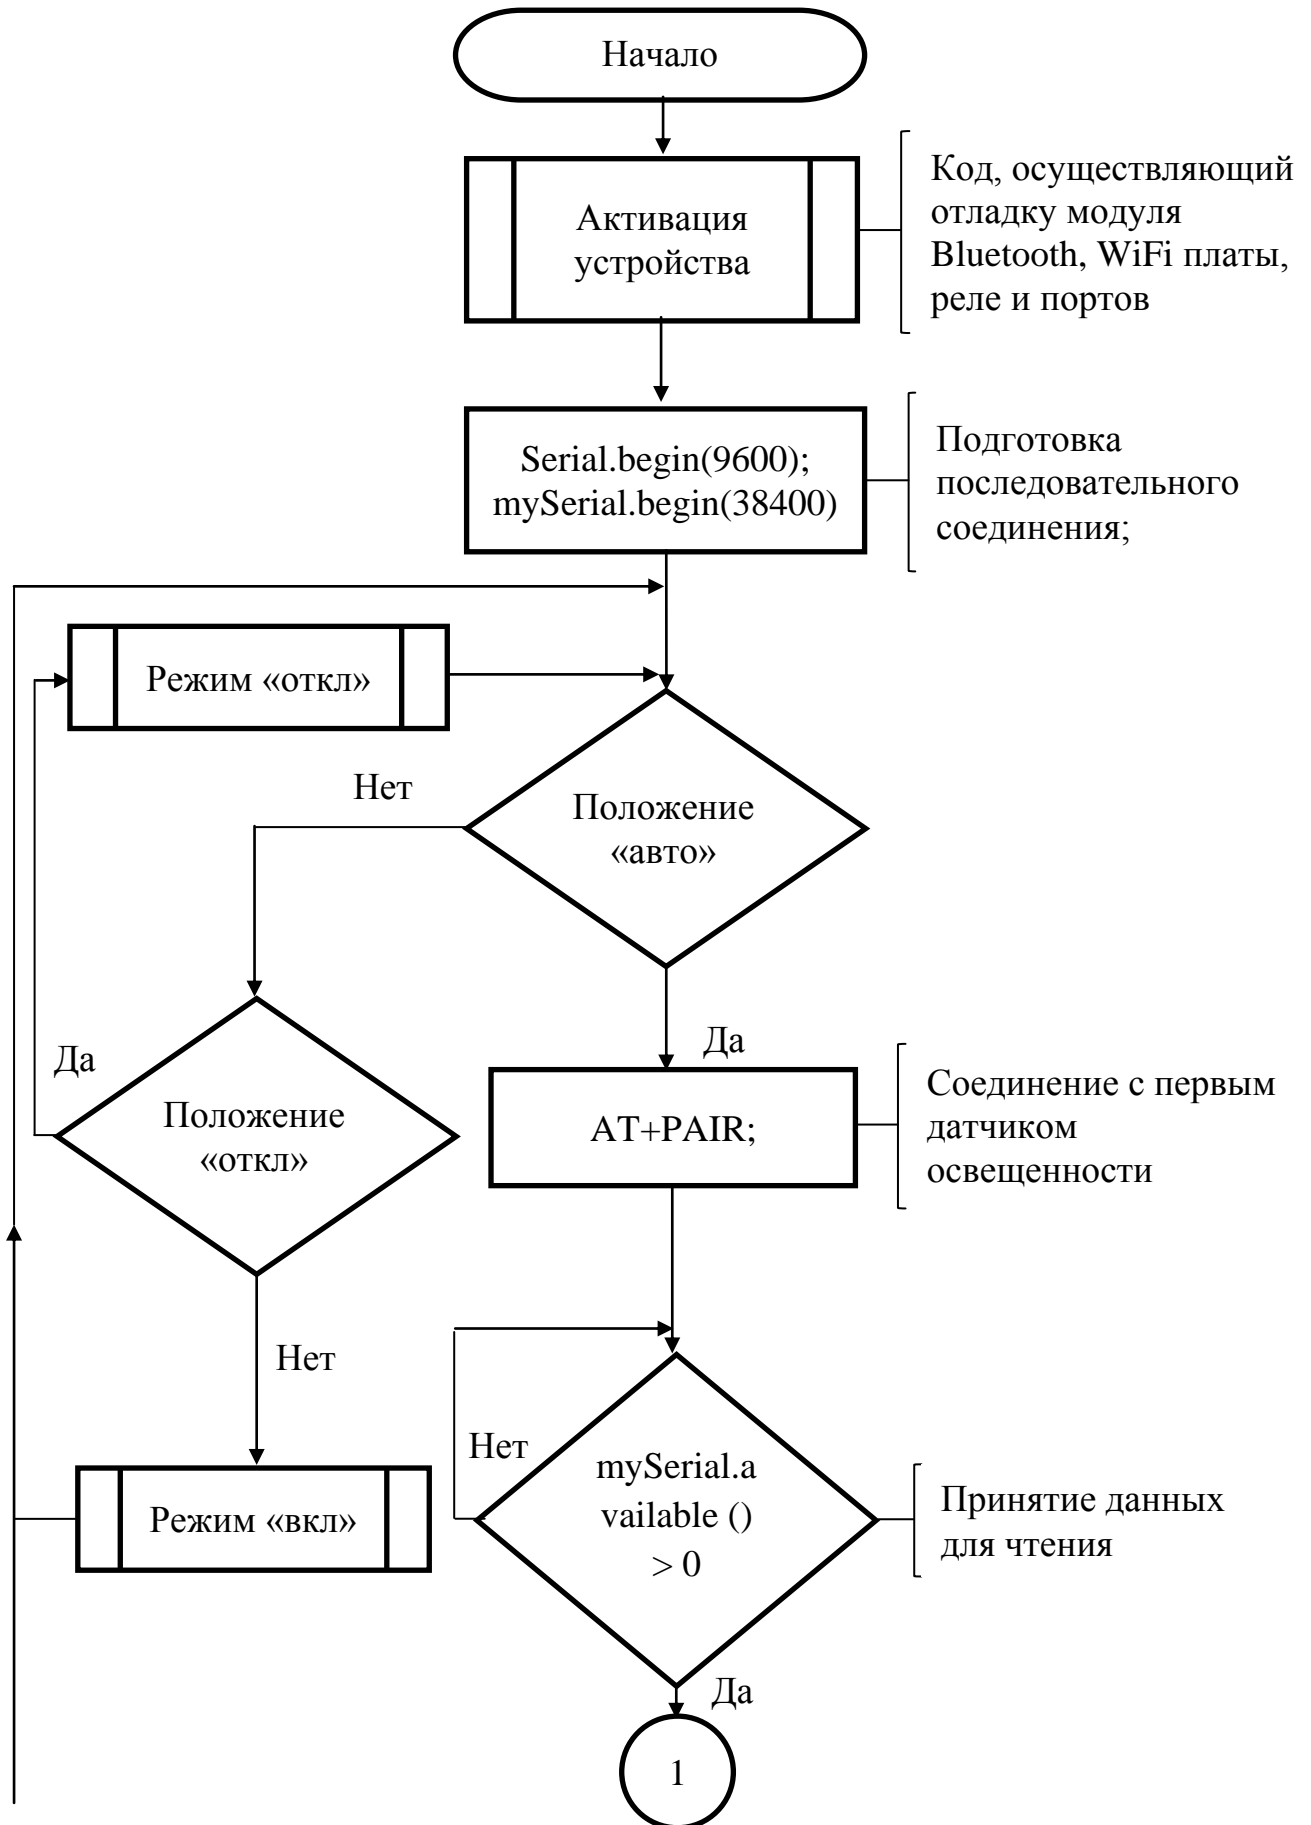 Начало
Активация
устройства
Код, осуществляющий
отладку модуля
Bluetooth, WiFi платы,
реле и портов
Serial.begin(9600);
mySerial.begin(38400)
Подготовка
последовательного
соединения;
Режим «откл»
Нет
Положение
«авто»
Да
Да
Положение
«откл»
AT+PAIR;
Соединение с первым
датчиком
освещенности
Нет
Режим «вкл»
Нет
mySerial.a
vailable ()
> 0
Принятие данных
для чтения
Да
1